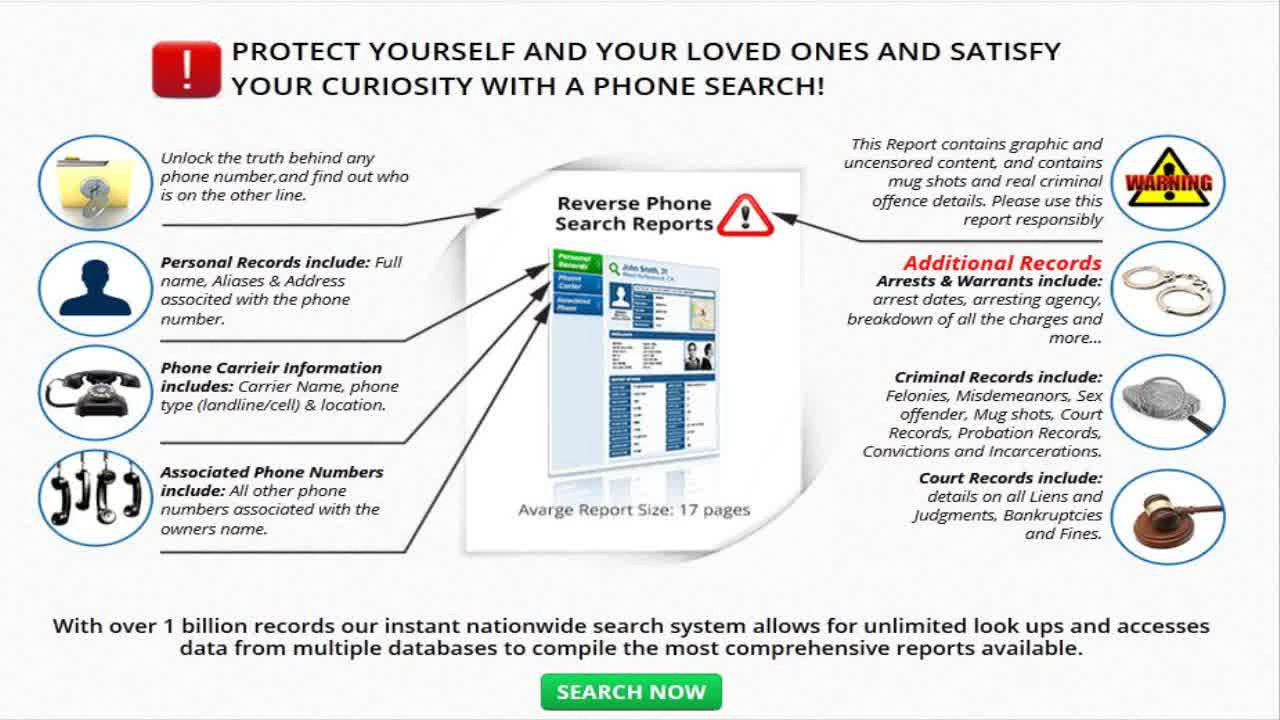 PROTECT YOURSELF AND YOUR LOVED ONES AND SATISFY
YOUR CURIOSITY WITH A PHONE SEARCH!
Unlock the truth behind any
phone number,and find out who
is on the other line.
Personal Records include: Full
name, Aliases & Address
associted with the phone
number.
Phone Carrieir Information
includes: Carrier Name, phone
type (landline/cell) & location.
Associated Phone Numbers
include: All other phone
numbers associated with the
owners name.
Reverse Phone
Search Reports
Personal
Records
Phone
John Smith, 31
Avarge Report Size: 17 pages
This Report contains graphic and
uncensored content, and contains
mug shots and real criminal
offence details. Please use this
report responsibly
WARNING
Additional Records
Arrests & Warrants include:
arrest dates, arresting agency,
breakdown of all the charges and
more...
Criminal Records include:
Felonies, Misdemeanors, Sex
offender, Mug shots, Court
Records, Probation Records,
Convictions and Incarcerations.
Court Records include:
details on all Liens and
Judgments, Bankruptcies
and Fines.
With over 1 billion records our instant nationwide search system allows for unlimited look ups and accesses
data from multiple databases to compile the most comprehensive reports available.
SEARCH NOW